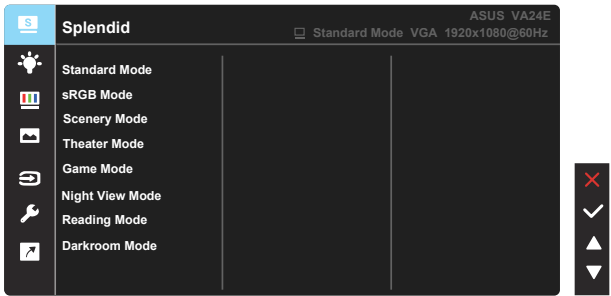 S
Splendid
ASUS VA24E
Standard Mode VGA 1920x1080@60Hz
Standard Mode
sRGB Mode
Scenery Mode
Theater Mode
Game Mode
Night View Mode
Reading Mode
Darkroom Mode